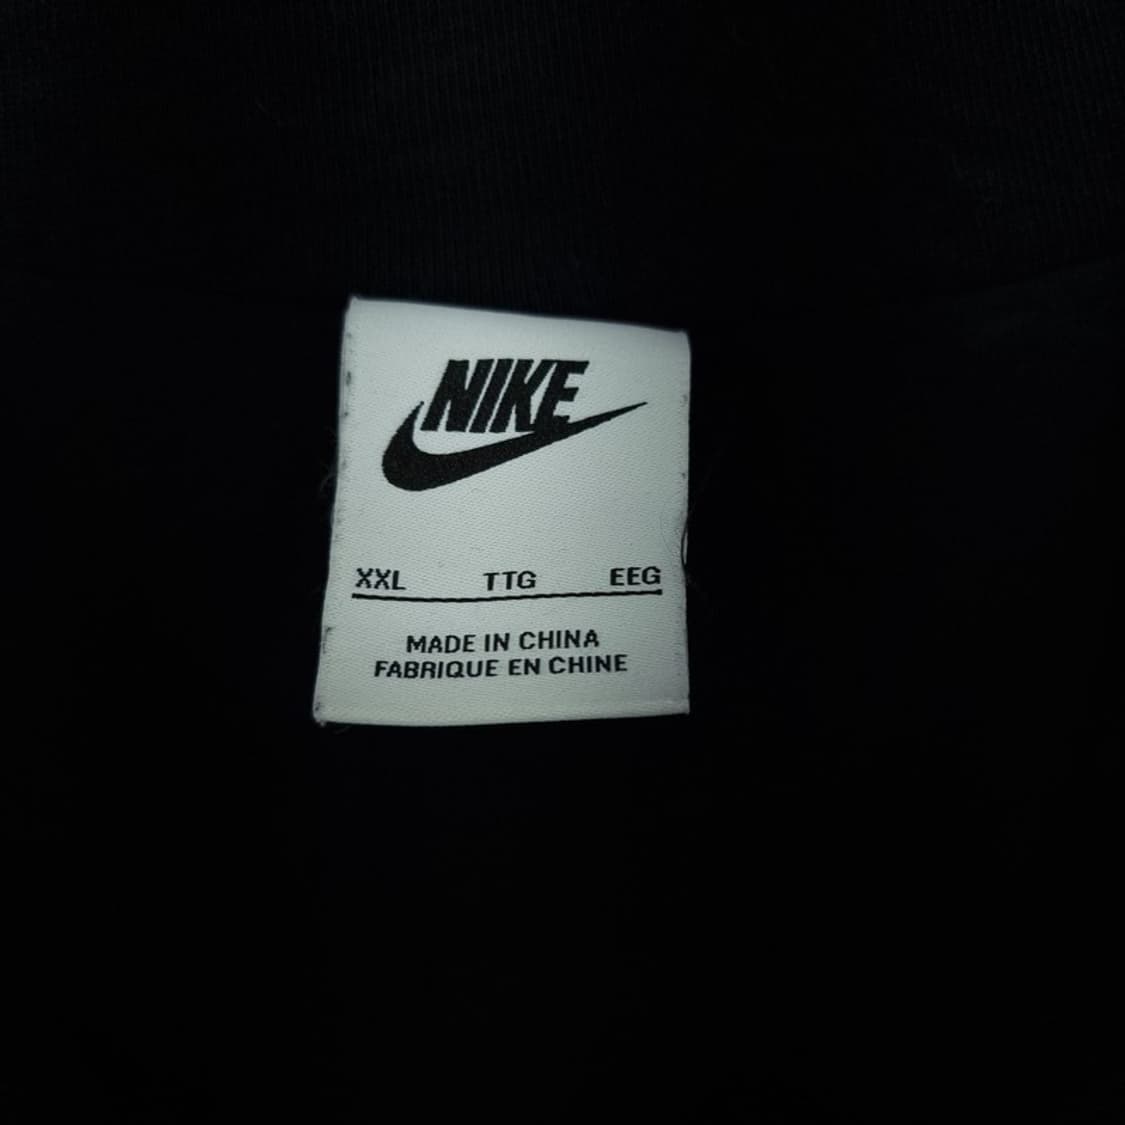 NIKE
XXL TTG EEG
MADE IN CHINA
FABRIQUE EN CHINE